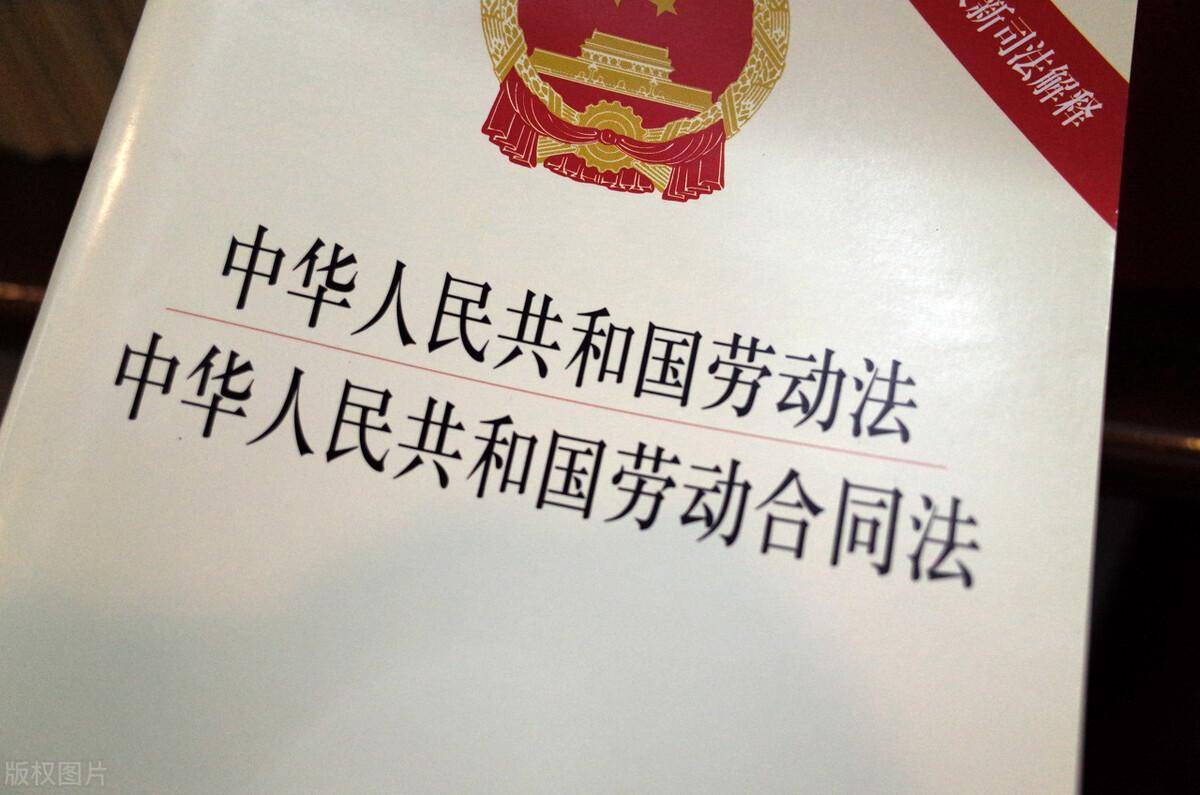 新司法解释
中华人民共和国劳动法
中华人民共和国劳动合同法
版权图片